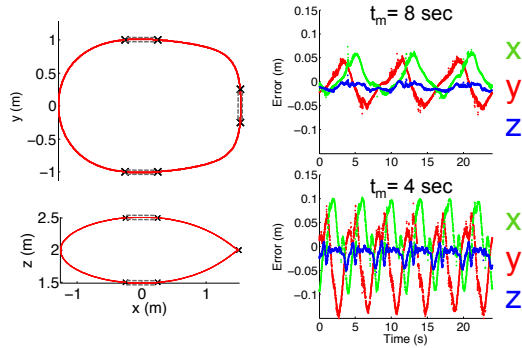 1
0.5
0
−0.5
−1
y (m)
2.5
2
1.5
z (m)
−1
0
1
x (m)
t_m= 8 sec
0.1
0.05
0
−0.05
−0.1
Error (m)
0
5
10
15
20
Time (s)
x
y
z
t_m= 4 sec
0.15
0.1
0.05
0
−0.05
−0.1
−0.15
Error (m)
0
5
10
15
20
Time (s)
x
y
z